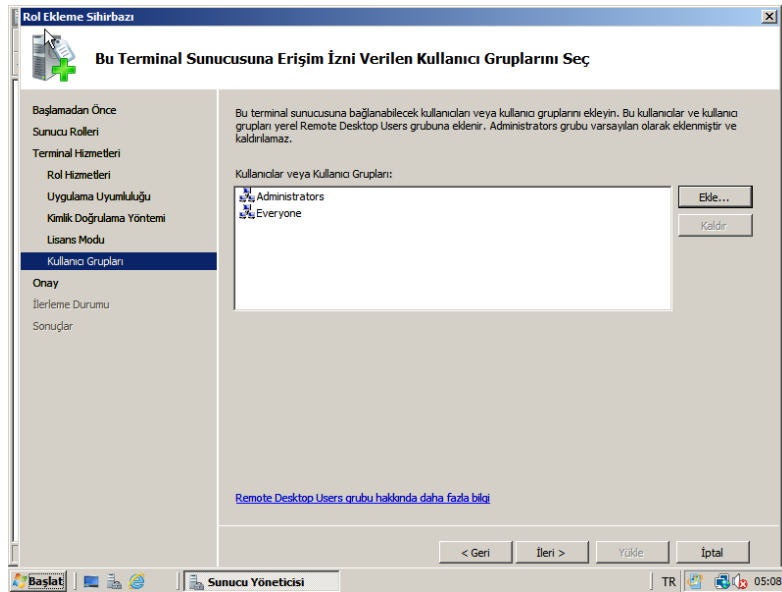 Rol Ekleme Sihirbazı
Bu Terminal Sunucusuna Erişim İzni Verilen Kullanıcı Gruplarını Seç
Başlamadan Önce
Sunucu Rolleri
Terminal Hizmetleri
Rol Hizmetleri
Uygulama Uyumluluğu
Kimlik Doğrulama Yöntemi
Lisans Modu
Kullanıcı Grupları
Onay
İlerleme Durumu
Sonuçlar
Bu terminal sunucusuna bağlanabilecek kullanıcıları veya kullanıcı gruplarını ekleyin. Bu kullanıcılar ve kullanıcı
grupları yerel Remote Desktop Users grubuna eklenir. Administrators grubu varsayılan olarak eklenmiştir ve
kaldırılamaz.
Kullanıcılar veya Kullanıcı Grupları:
Administrators
Everyone
Ekle...
Kaldır
Remote Desktop Users grubu hakkında daha fazla bilgi
< Geri
İleri >
Yükle
İptal
Başlat
Sunucu Yöneticisi
TR
05:08